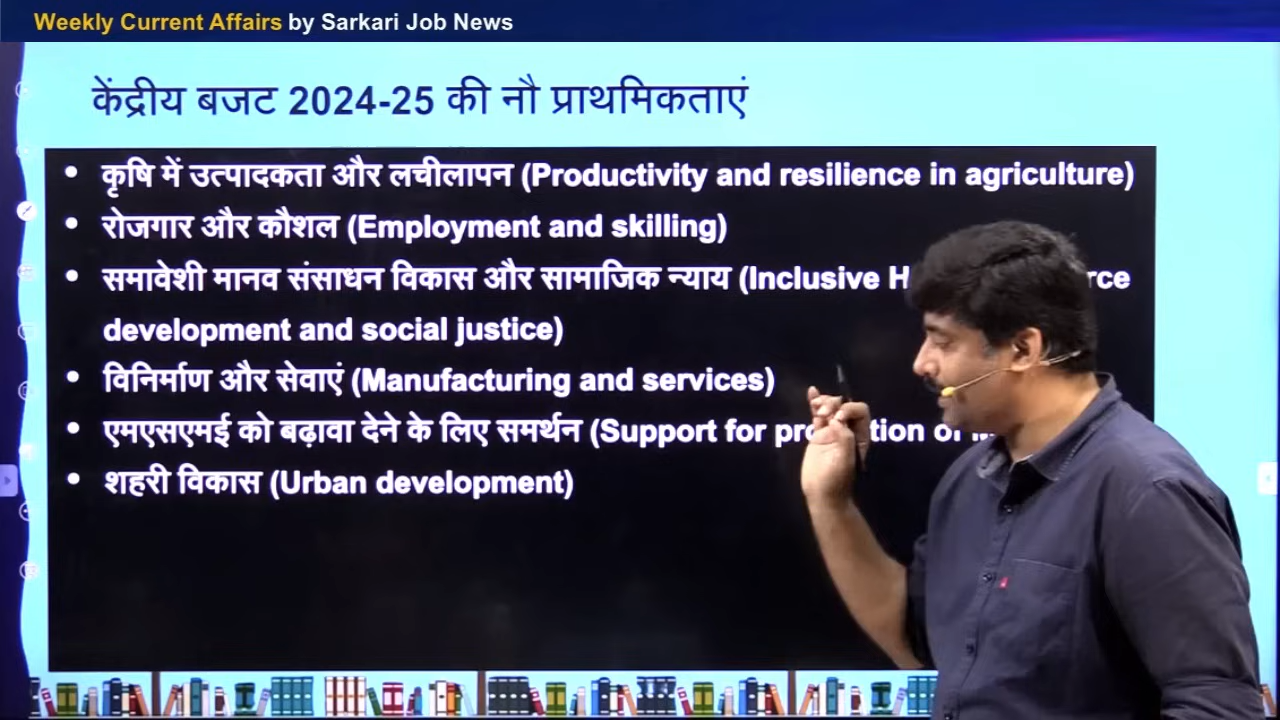 Weekly Current Affairs by Sarkari Job News
केंद्रीय बजट 2024-25 की नौ प्राथमिकताएं
• कृषि में उत्पादकता और लचीलापन (Productivity and resilience in agriculture)
• रोजगार और कौशल (Employment and skilling)
• समावेशी मानव संसाधन विकास और सामाजिक न्याय (Inclusive
development and social justice)
• विनिर्माण और सेवाएं (Manufacturing and services)
• एमएसएमई को बढ़ावा देने के लिए समर्थन (Support for
• शहरी विकास (Urban development)